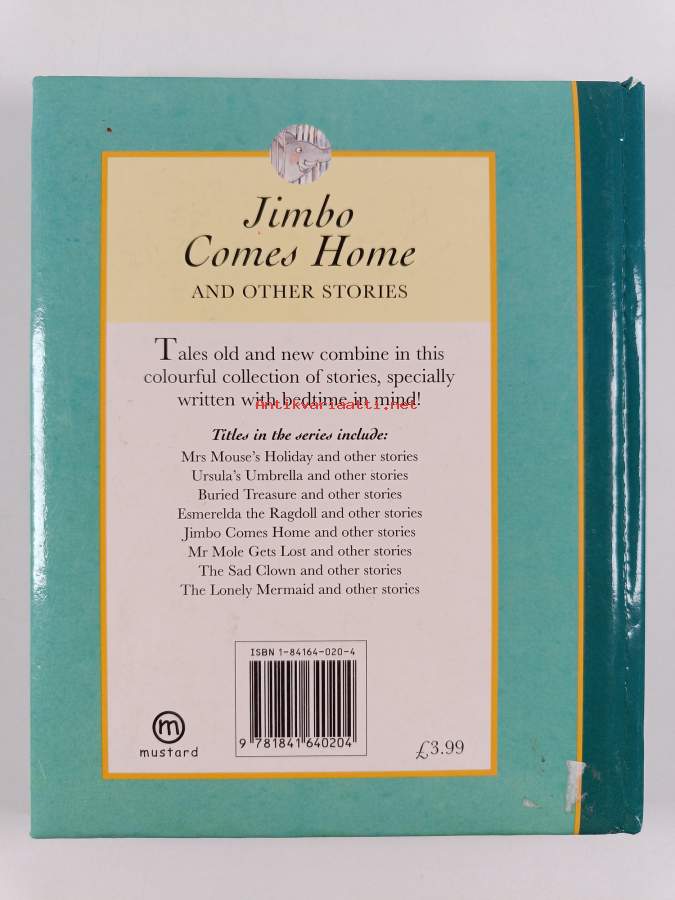 Jimbo
Comes Home
AND OTHER STORIES
Tales old and new combine in this
colourful collection of stories, specially
written with bedtime in mind!
Antikvariaatti.net
Titles in the series include:
Mrs Mouse's Holiday and other stories
Ursula's Umbrella and other stories
Buried Treasure and other stories
Esmerelda the Ragdoll and other stories
Jimbo Comes Home and other stories
Mr Mole Gets Lost and other stories
The Sad Clown and other stories
The Lonely Mermaid and other stories
ISBN 1-84164-020-4
9 781841 640204
m
mustard
£3.99